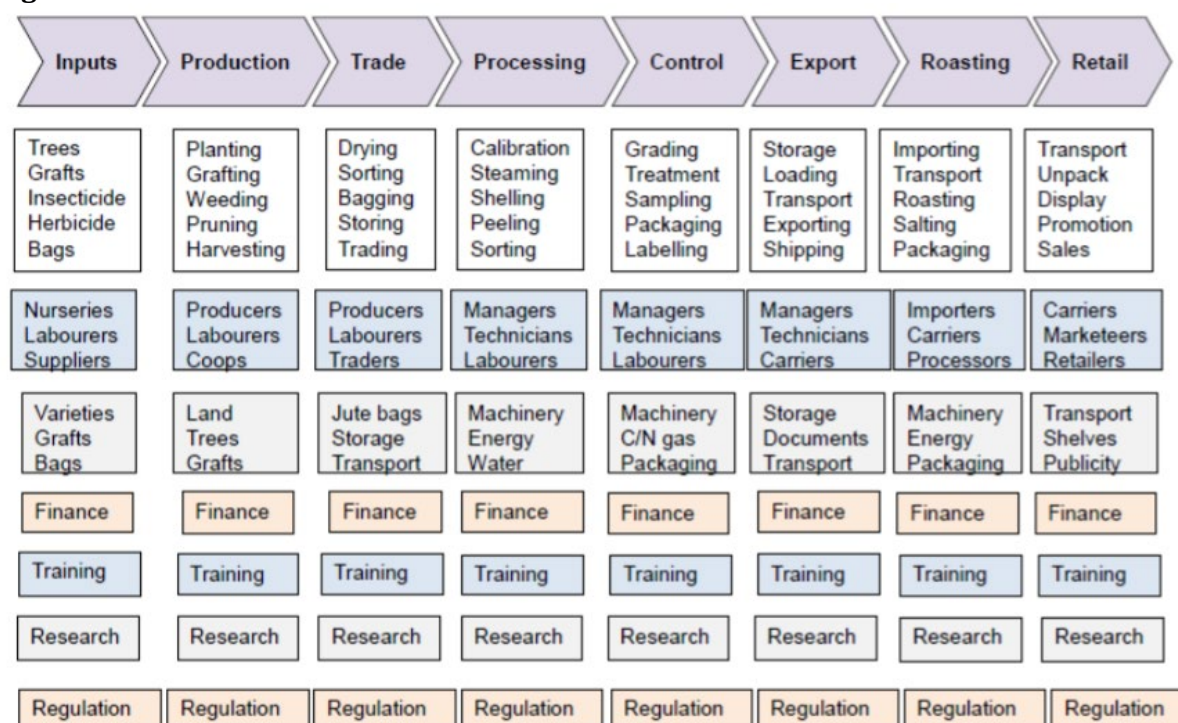 Inputs
Production
Trade
Processing
Control
Export
Roasting
Retail
Trees
Grafts
Insecticide
Herbicide
Bags
Planting
Grafting
Weeding
Pruning
Harvesting
Drying
Sorting
Bagging
Storing
Trading
Calibration
Steaming
Shelling
Peeling
Sorting
Grading
Treatment
Sampling
Packaging
Labelling
Storage
Loading
Transport
Exporting
Shipping
Importing
Transport
Roasting
Salting
Packaging
Transport
Unpack
Display
Promotion
Sales
Nurseries
Labourers
Suppliers
Producers
Labourers
Coops
Producers
Labourers
Traders
Managers
Technicians
Labourers
Managers
Technicians
Labourers
Managers
Technicians
Carriers
Importers
Carriers
Processors
Carriers
Marketeers
Retailers
Varieties
Grafts
Bags
Land
Trees
Grafts
Jute bags
Storage
Transport
Machinery
Energy
Water
Machinery
C/N gas
Packaging
Storage
Documents
Transport
Machinery
Energy
Packaging
Transport
Shelves
Publicity
Finance
Finance
Finance
Finance
Finance
Finance
Finance
Finance
Training
Training
Training
Training
Training
Training
Training
Training
Research
Research
Research
Research
Research
Research
Research
Research
Regulation
Regulation
Regulation
Regulation
Regulation
Regulation
Regulation
Regulation